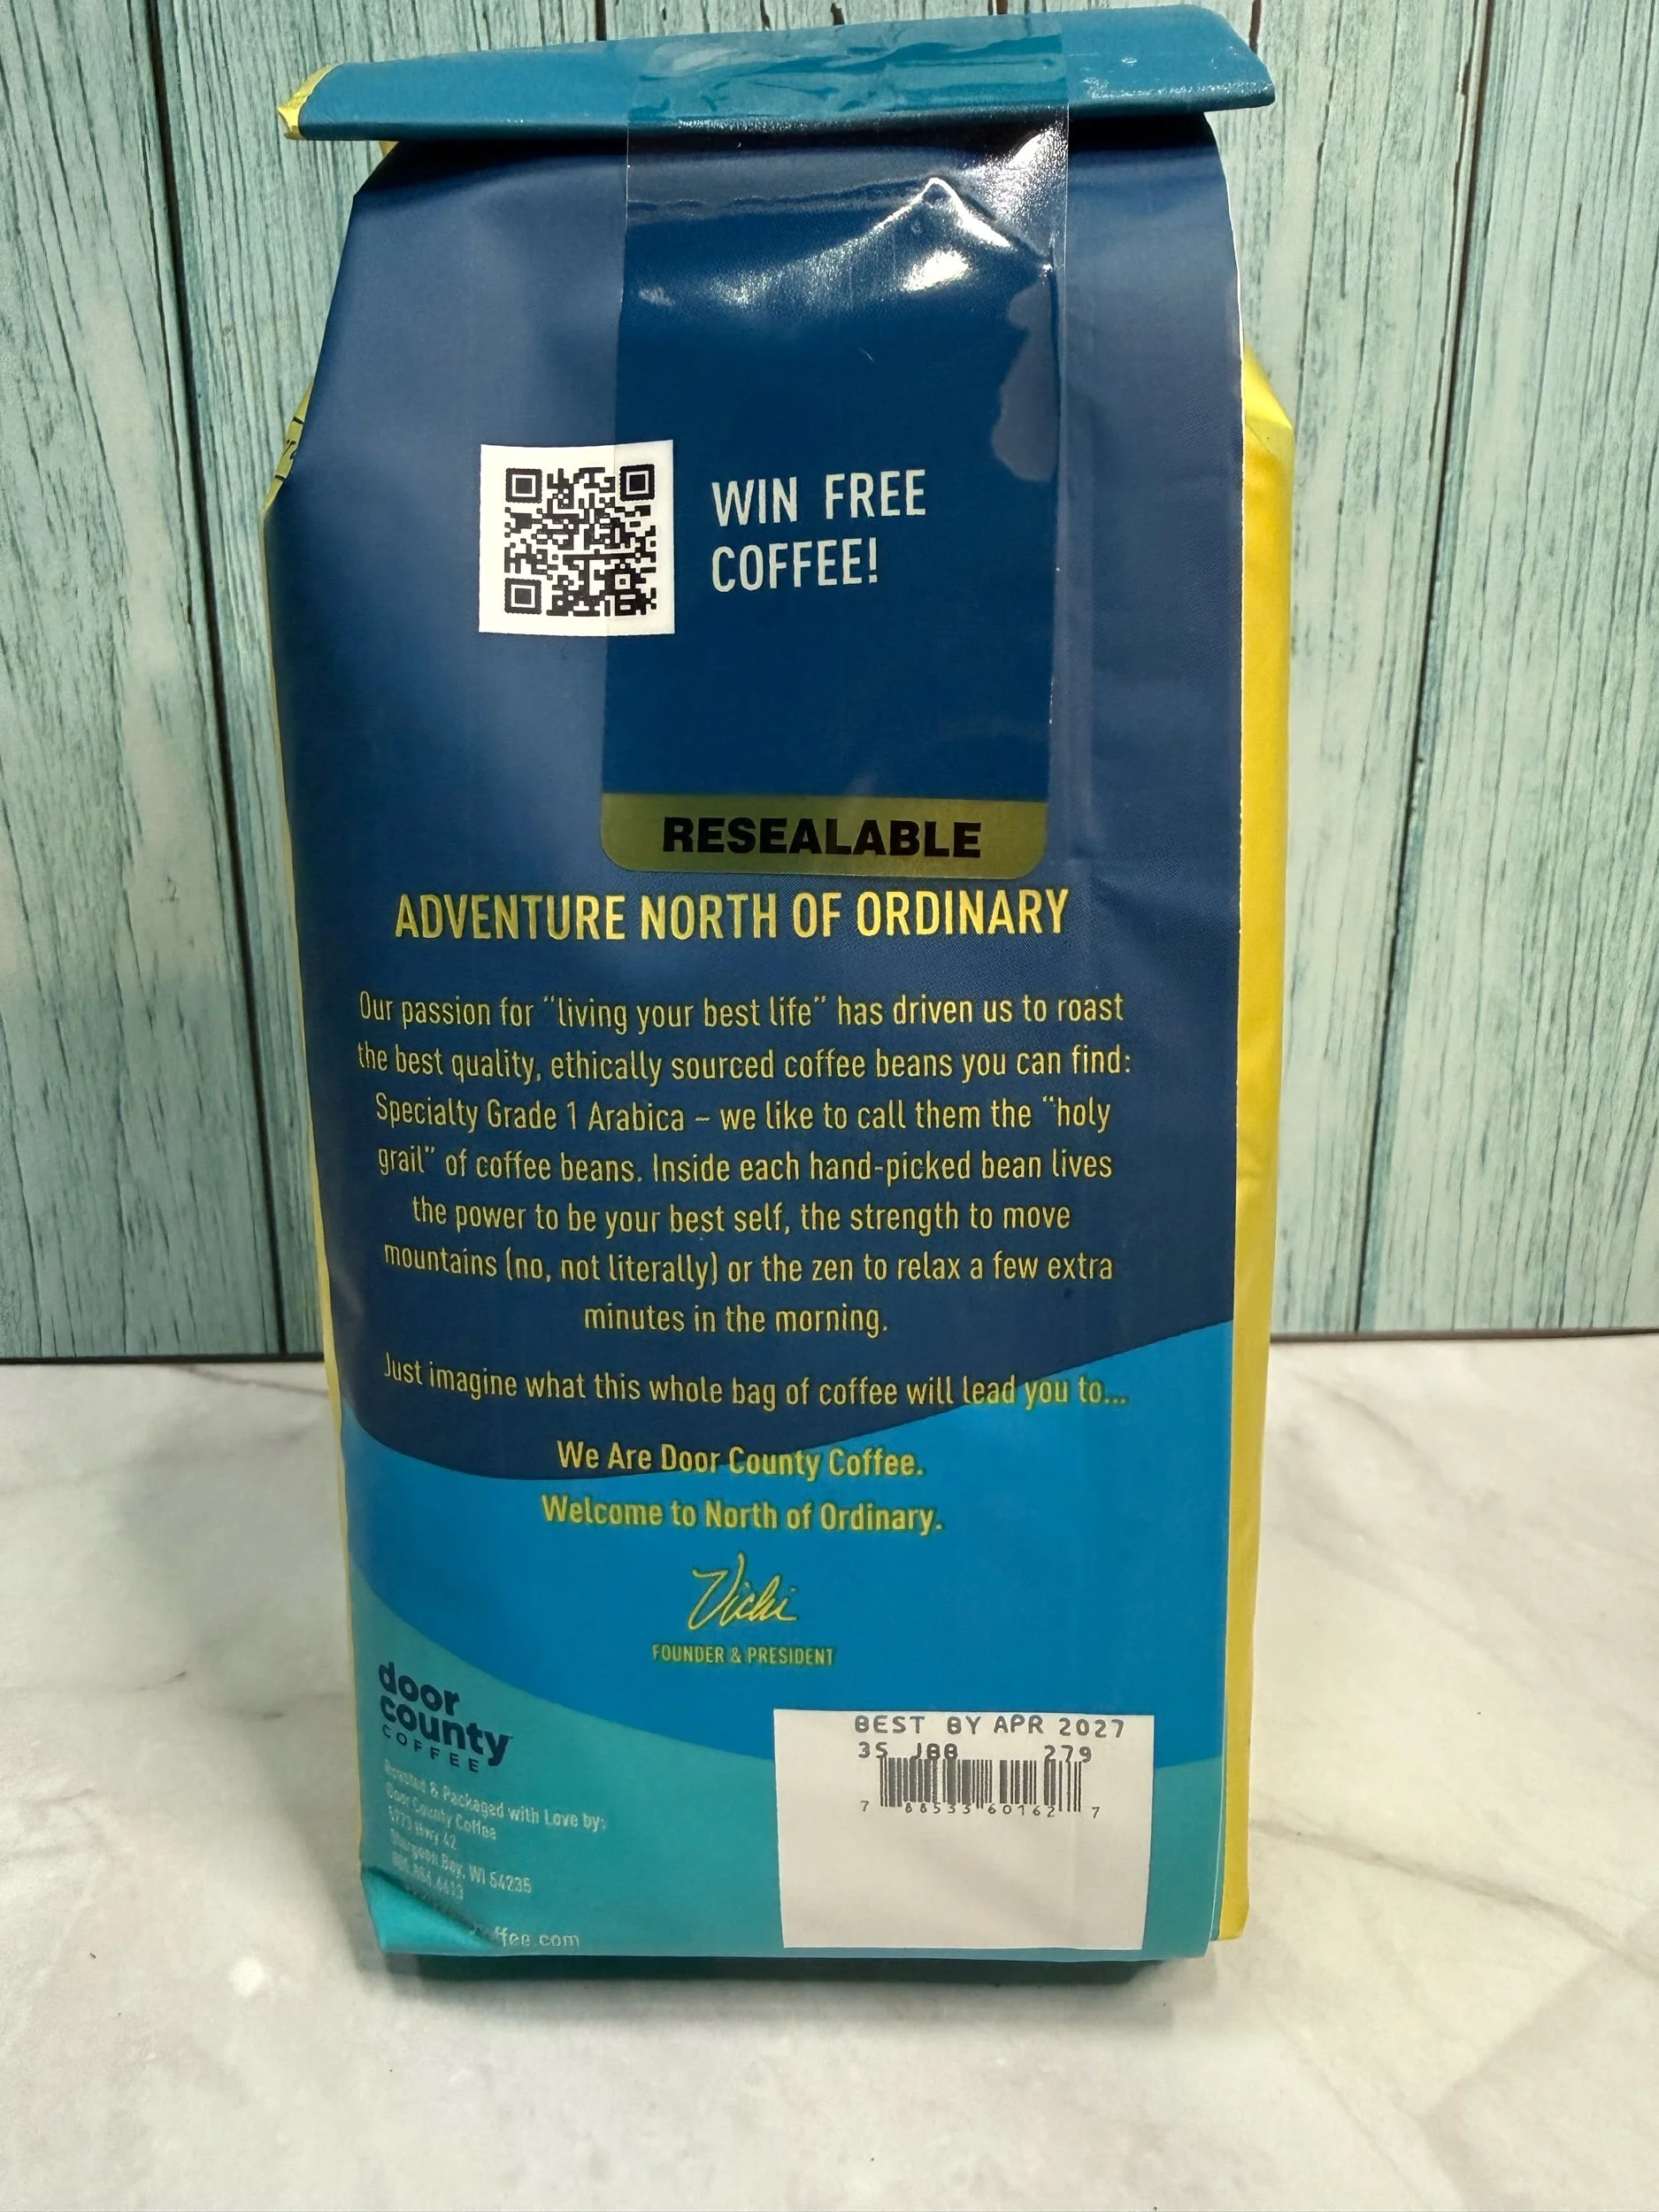 WIN FREE
COFFEE!
RESEALABLE
ADVENTURE NORTH OF ORDINARY
Our passion for “living your best life” has driven us to roast
the best quality, ethically sourced coffee beans you can find:
Specialty Grade 1 Arabica – we like to call them the “holy
grail” of coffee beans. Inside each hand-picked bean lives
the power to be your best self, the strength to move
mountains (no, not literally) or the zen to relax a few extra
minutes in the morning.
Just imagine what this whole bag of coffee will lead you to...
We Are Door County Coffee.
Welcome to North of Ordinary.
Vicki
FOUNDER & PRESIDENT
door
county
COFFEE
Roasted & Packaged with Love by:
Door County Coffee
Hwy 42
Sturgeon Bay, WI 54235
BEST BY APR 2027
35 JBB 279
7 88533 60162 7